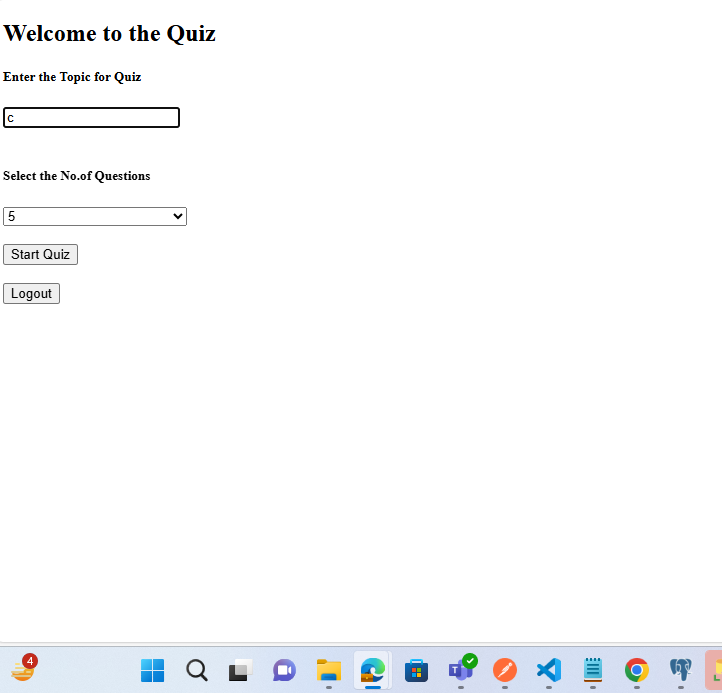 Welcome to the Quiz
Enter the Topic for Quiz
c
Select the No.of Questions
5
Start Quiz
Logout
4
T